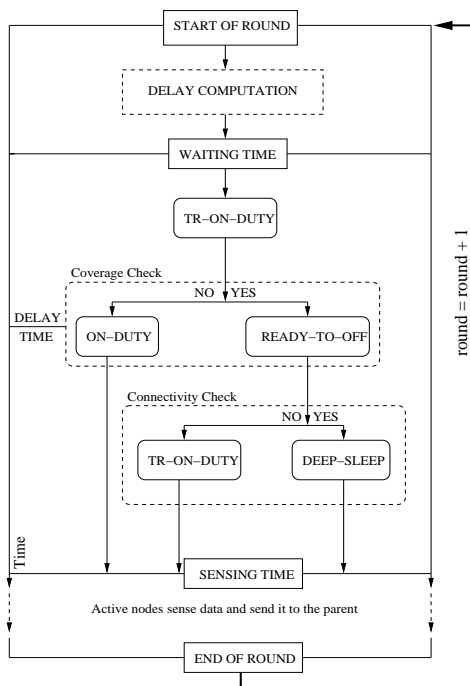 START OF ROUND
DELAY COMPUTATION
WAITING TIME
TR–ON–DUTY
Coverage Check
NO YES
DELAY
TIME
ON–DUTY
READY–TO–OFF
Connectivity Check
NO YES
TR–ON–DUTY
DEEP–SLEEP
Time
SENSING TIME
Active nodes sense data and send it to the parent
END OF ROUND
round = round + 1